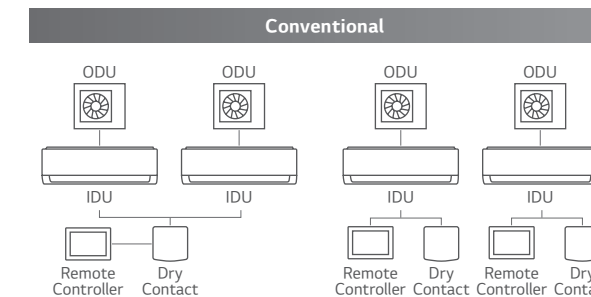 Conventional
ODU ODU ODU ODU
IDU IDU IDU IDU
Remote Dry Remote Dry Remote
Controller Contact Controller Contact Controller